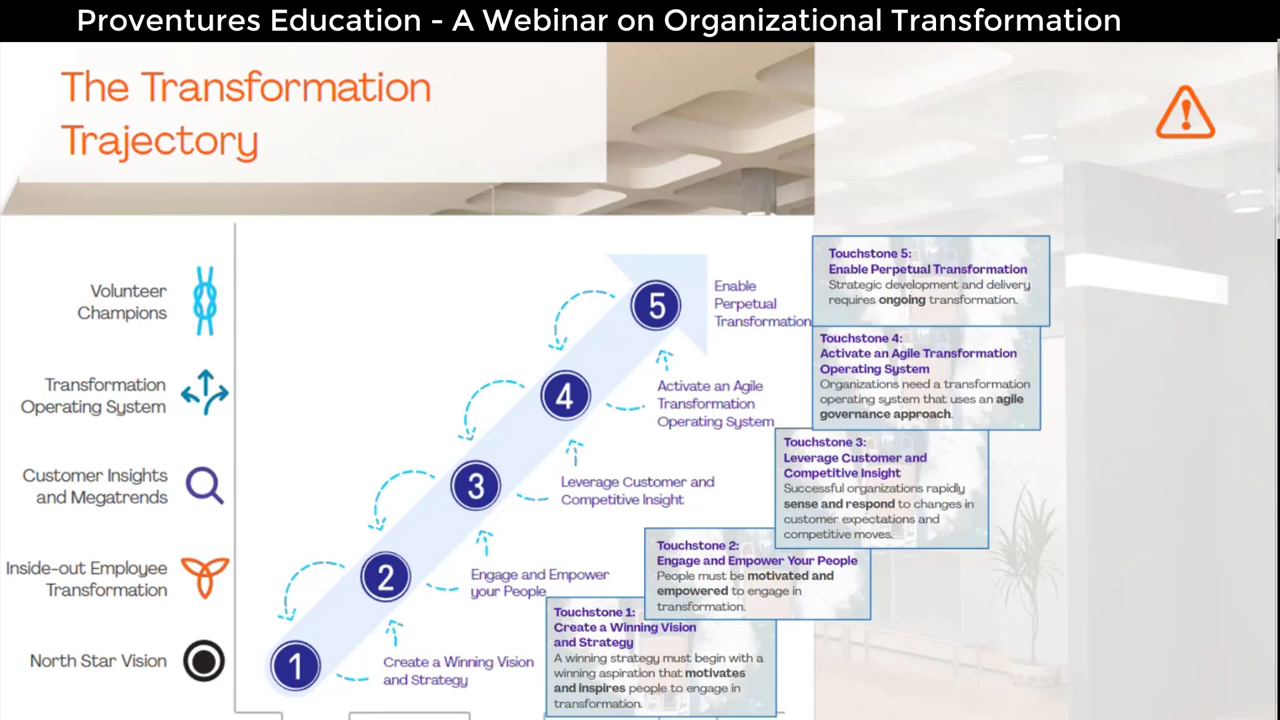 Proventures Education - A Webinar on Organizational Transformation
The Transformation
Trajectory
Volunteer
Champions
Transformation
Operating System
Customer Insights
and Megatrends
Inside-out Employee
Transformation
North Star Vision
5
Enable
Perpetual
Transformation
4
Activate an Agile
Transformation
Operating System
3
Leverage Customer and
Competitive Insight
2
Engage and Empower
your People
1
Create a Winning Vision
and Strategy
Touchstone 5:
Enable Perpetual Transformation
Strategic development and delivery
requires ongoing transformation.
Touchstone 4:
Activate an Agile Transformation
Operating System
Organizations need a transformation
operating system that uses an agile
governance approach.
Touchstone 3:
Leverage Customer and
Competitive Insight
Successful organizations rapidly
sense and respond to changes in
customer expectations and
competitive moves.
Touchstone 2:
Engage and Empower Your People
People must be motivated and
empowered to engage in
transformation.
Touchstone 1:
Create a Winning Vision
and Strategy
A winning strategy must begin with a
winning aspiration that motivates
and inspires people to engage in
transformation.